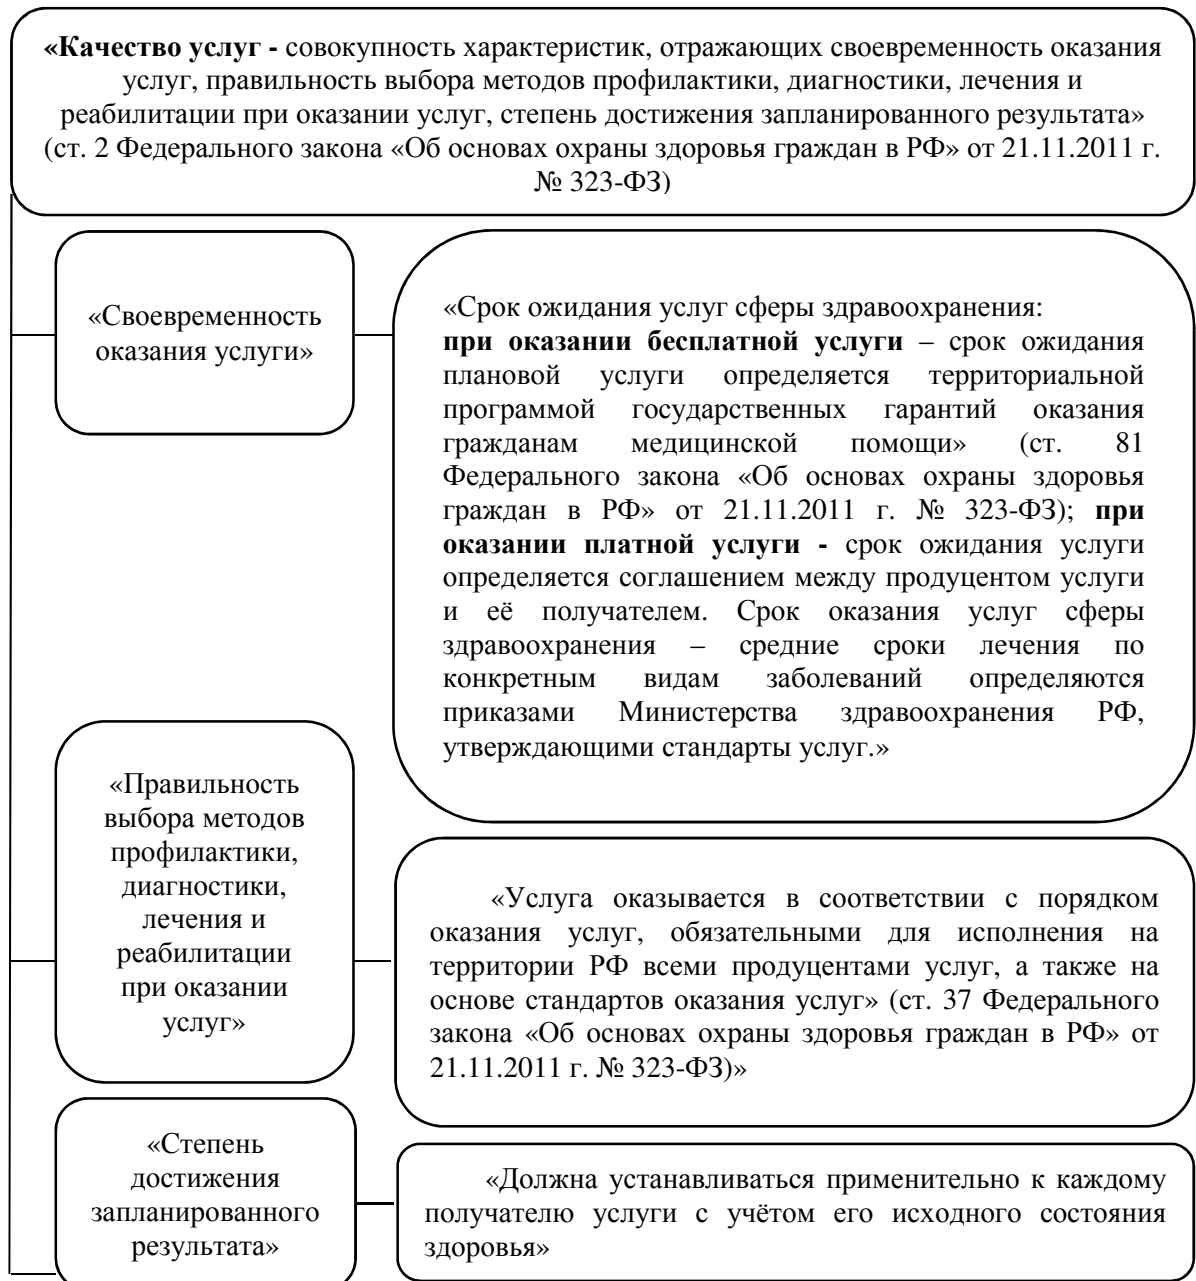 «Качество услуг - совокупность характеристик, отражающих своевременность оказания
услуг, правильность выбора методов профилактики, диагностики, лечения и
реабилитации при оказании услуг, степень достижения запланированного результата»
(ст. 2 Федерального закона «Об основах охраны здоровья граждан в РФ» от 21.11.2011 г.
№ 323-ФЗ)
«Своевременность
оказания услуги»
«Срок ожидания услуг сферы здравоохранения:
при оказании бесплатной услуги – срок ожидания
плановой услуги определяется территориальной
программой государственных гарантий оказания
гражданам медицинской помощи» (ст. 81
Федерального закона «Об основах охраны здоровья
граждан в РФ» от 21.11.2011 г. № 323-ФЗ); при
оказании платной услуги - срок ожидания услуги
определяется соглашением между продуцентом услуги
и её получателем. Срок оказания услуг сферы
здравоохранения – средние сроки лечения по
конкретным видам заболеваний определяются
приказами Министерства здравоохранения РФ,
утверждающими стандарты услуг.»
«Правильность
выбора методов
профилактики,
диагностики,
лечения и
реабилитации
при оказании
услуг»
«Услуга оказывается в соответствии с порядком
оказания услуг, обязательными для исполнения на
территории РФ всеми продуцентами услуг, а также на
основе стандартов оказания услуг» (ст. 37 Федерального
закона «Об основах охраны здоровья граждан в РФ» от
21.11.2011 г. № 323-ФЗ)»
«Степень
достижения
запланированного
результата»
«Должна устанавливаться применительно к каждому
получателю услуги с учётом его исходного состояния
здоровья»